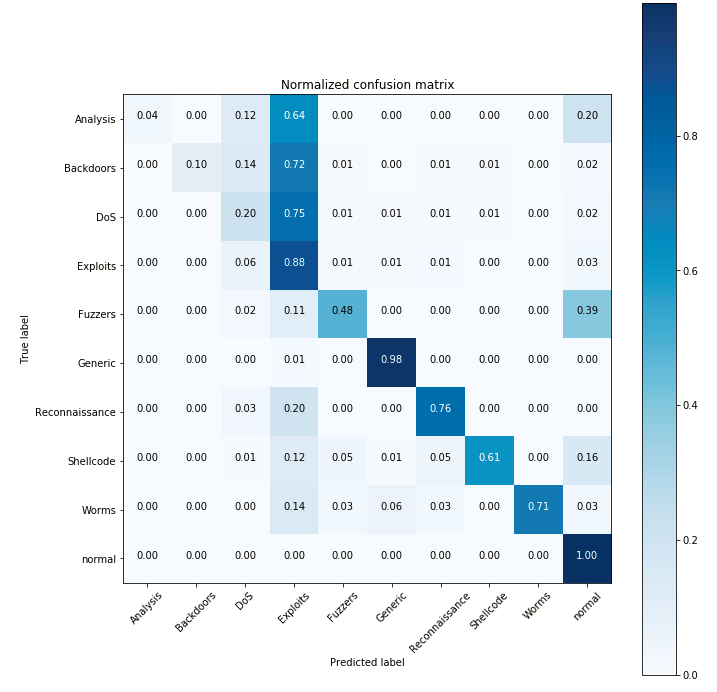 Normalized confusion matrix
Analysis 0.04 0.00 0.12 0.64 0.00 0.00 0.00 0.00 0.00 0.20
Backdoors 0.00 0.10 0.14 0.72 0.01 0.00 0.01 0.01 0.00 0.02
DoS 0.00 0.00 0.20 0.75 0.01 0.01 0.01 0.01 0.00 0.02
Exploits 0.00 0.00 0.06 0.88 0.01 0.01 0.01 0.00 0.00 0.03
Fuzzers 0.00 0.00 0.02 0.11 0.48 0.00 0.00 0.00 0.00 0.39
Generic 0.00 0.00 0.00 0.01 0.00 0.98 0.00 0.00 0.00 0.00
Reconnaissance 0.00 0.00 0.03 0.20 0.00 0.00 0.76 0.00 0.00 0.00
Shellcode 0.00 0.00 0.01 0.12 0.05 0.01 0.05 0.61 0.00 0.16
Worms 0.00 0.00 0.00 0.14 0.03 0.06 0.03 0.00 0.71 0.03
normal 0.00 0.00 0.00 0.00 0.00 0.00 0.00 0.00 0.00 1.00
True label
Analysis Backdoors DoS Exploits Fuzzers Generic Reconnaissance Shellcode Worms normal
Predicted label
0.8
0.6
0.4
0.2
0.0